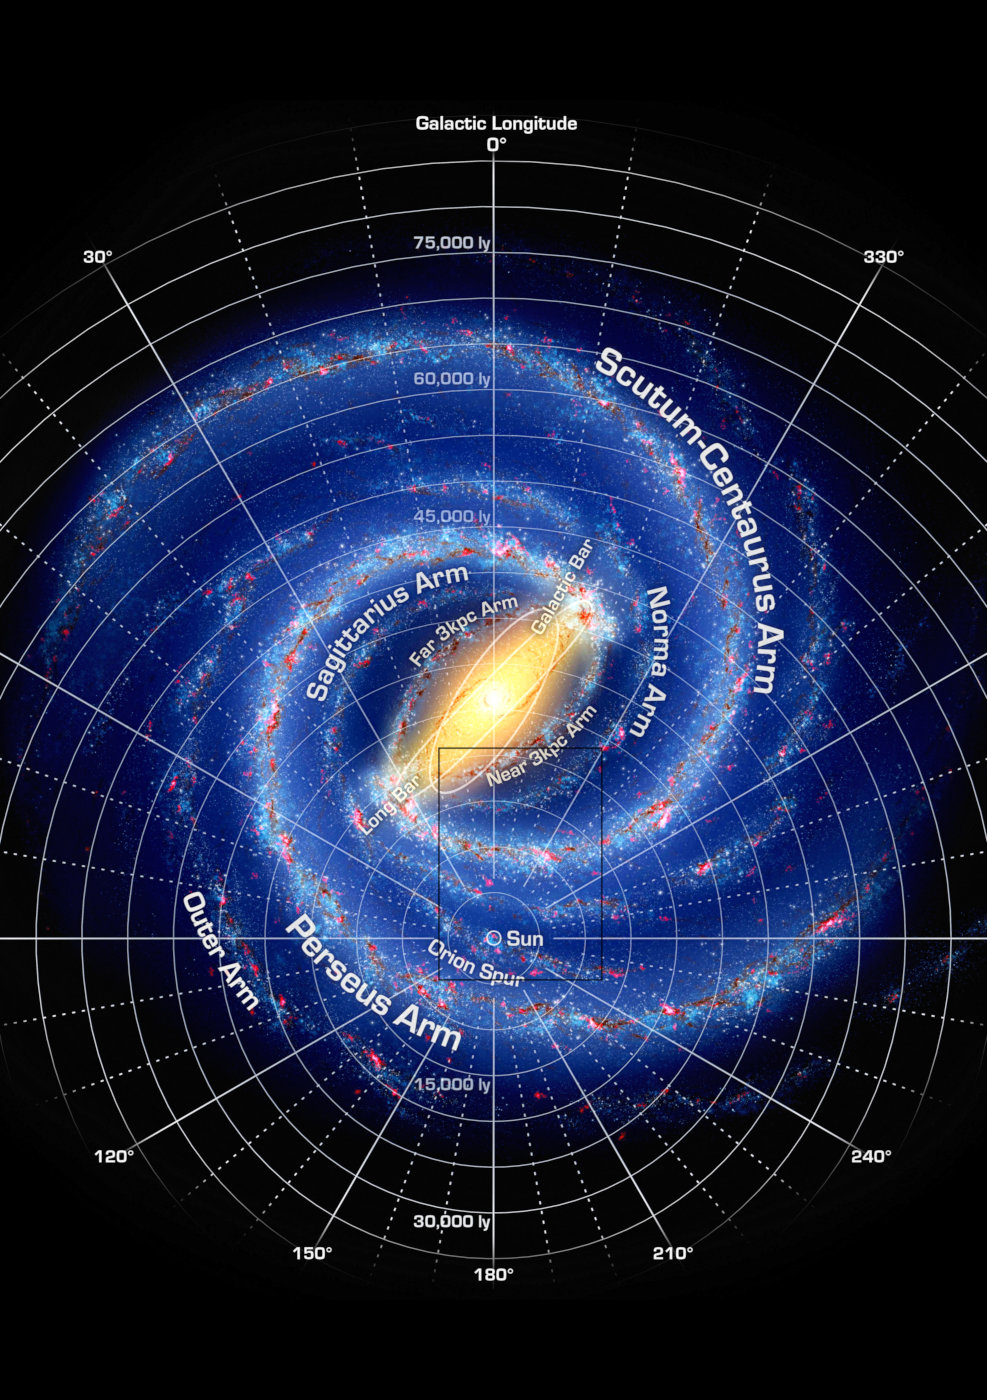 Galactic Longitude
0°
30°
330°
75,000 ly
60,000 ly
45,000 ly
Scutum-Centaurus Arm
Galactic Bar
Sagittarius Arm
Far 3kpc Arm
Norma Arm
Near 3kpc Arm
Long Bar
Outer Arm
Perseus Arm
Orion Spur
Sun
15,000 ly
120°
240°
30,000 ly
150°
210°
180°